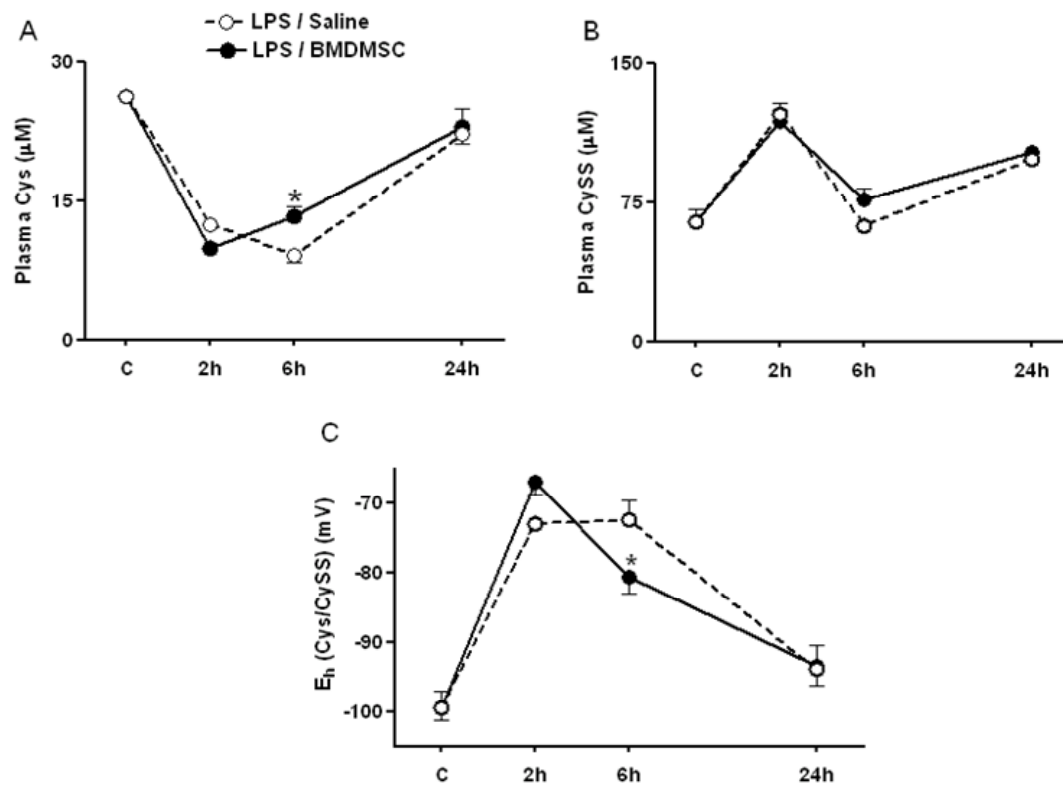 A
LPS / Saline
LPS / BMDMSC
B
30
15
0
Plasma Cys (µM)
*
C 2h 6h 24h
150
75
0
Plasma CySS (µM)
C 2h 6h 24h
C
-70
-80
-90
-100
Eh (Cys/CySS) (mV)
*
C 2h 6h 24h